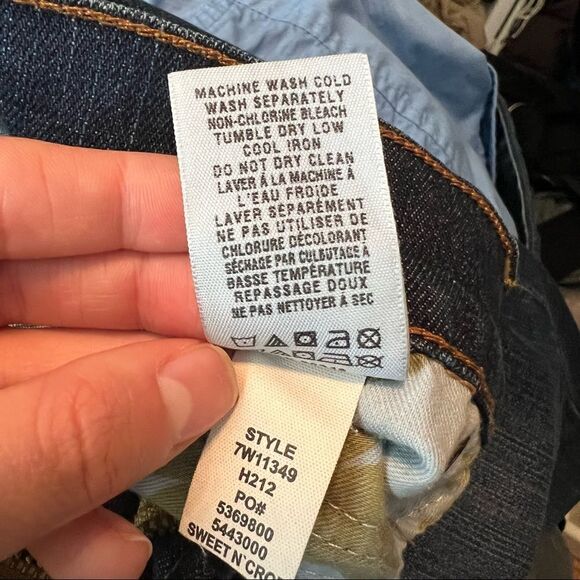 MACHINE WASH COLD
WASH SEPARATELY
NON-CHLORINE BLEACH
TUMBLE DRY LOW
COOL IRON
DO NOT DRY CLEAN
LAVER À LA MACHINE À
L'EAU FROIDE
LAVER SÉPARÉMENT
NE PAS UTILISER DE
CHLORURE DÉCOLORANT
SÉCHAGE PAR CULBUTAGE À
BASSE TEMPÉRATURE
REPASSAGE DOUX
NE PAS NETTOYER À SEC
STYLE
7W11349
H212
PO#
5369800
5443000
SWEET N' CRO